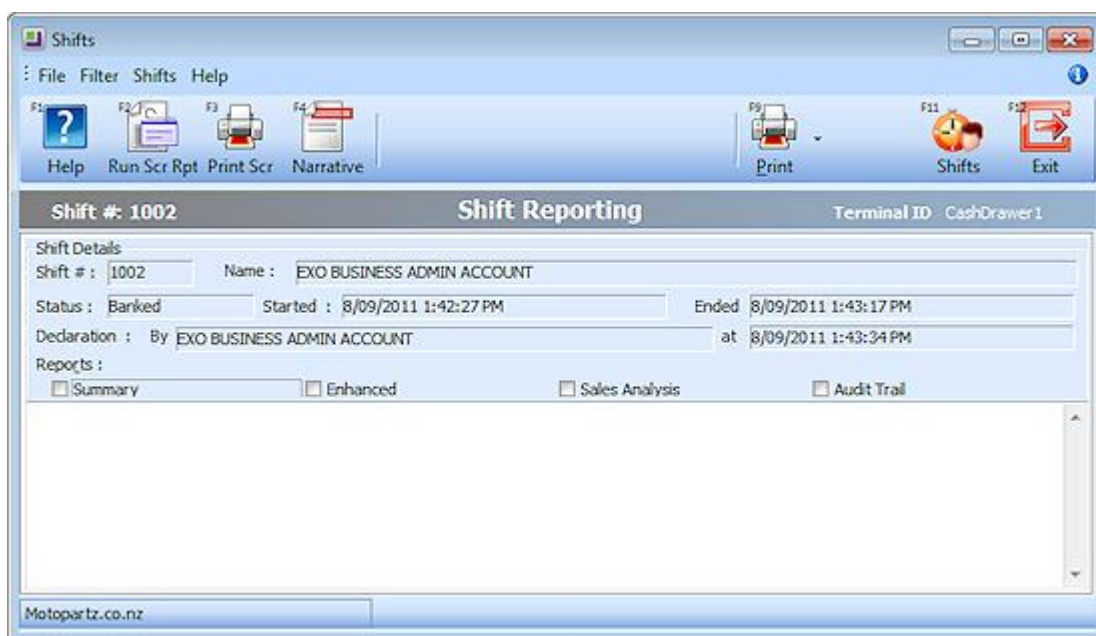 Shifts
File Filter Shifts Help
F1 F2 F3 F4 F9 F11 F12
Help Run Scr Rpt Print Scr Narrative Print Shifts Exit
Shift #: 1002 Shift Reporting Terminal ID CashDrawer1
Shift Details
Shift # : 1002 Name : EXO BUSINESS ADMIN ACCOUNT
Status : Banked Started : 8/09/2011 1:42:27 PM Ended 8/09/2011 1:43:17 PM
Declaration : By EXO BUSINESS ADMIN ACCOUNT at 8/09/2011 1:43:34 PM
Reports :
Summary Enhanced Sales Analysis Audit Trail
Motopartz.co.nz